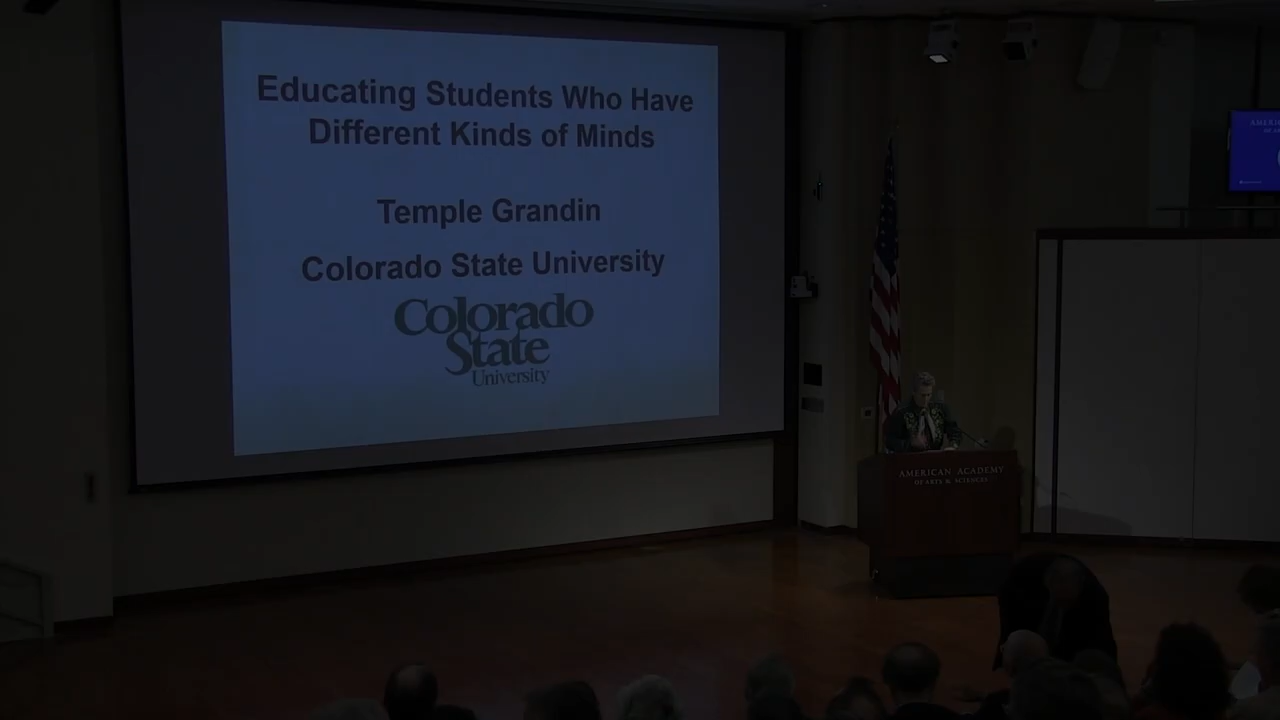 Educating Students Who Have
Different Kinds of Minds
Temple Grandin
Colorado State University
Colorado
State
University
AMERICAN ACADEMY
OF ARTS & SCIENCES